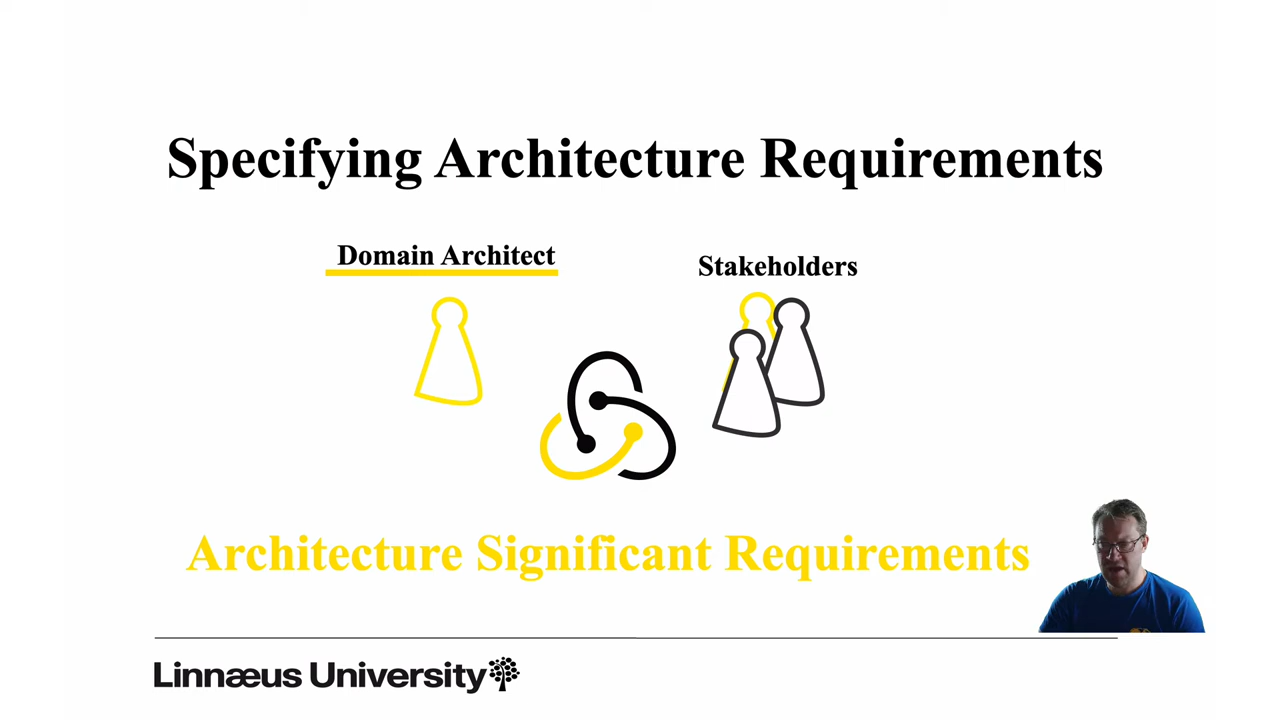 Specifying Architecture Requirements
Domain Architect
Stakeholders
Architecture Significant Requirements
Linnæus University